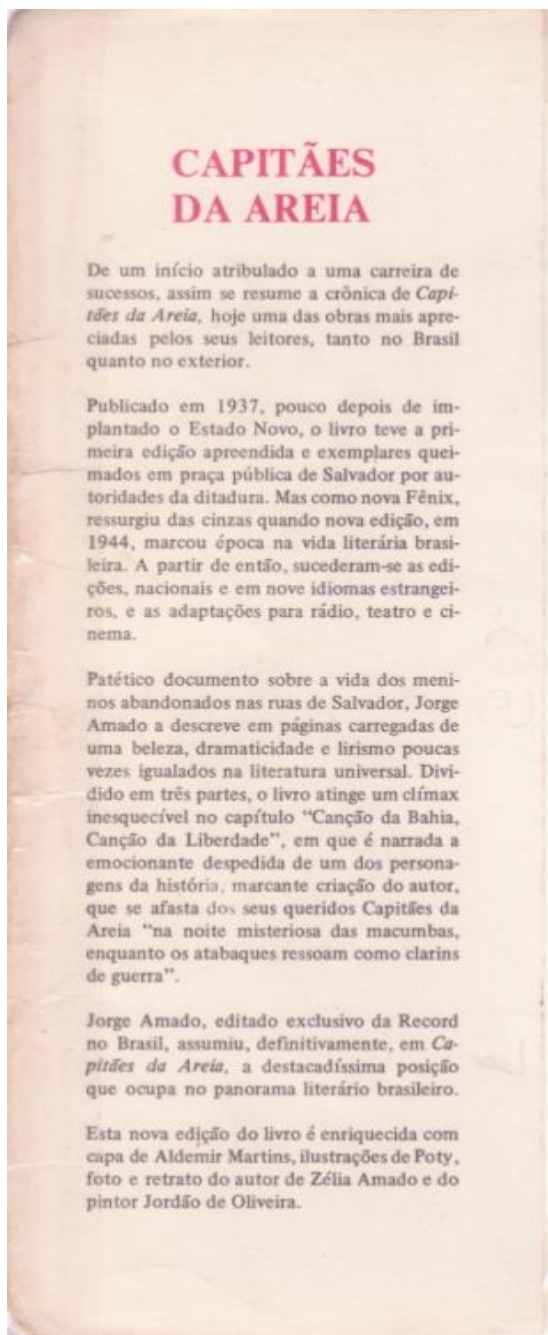 CAPITÃES
DA AREIA
De um início atribulado a uma carreira de
sucessos, assim se resume a crônica de Capi-
tães da Areia, hoje uma das obras mais apre-
ciadas pelos seus leitores, tanto no Brasil
quanto no exterior.
Publicado em 1937, pouco depois de im-
plantado o Estado Novo, o livro teve a pri-
meira edição apreendida e exemplares quei-
mados em praça pública de Salvador por au-
toridades da ditadura. Mas como nova Fênix,
ressurgiu das cinzas quando nova edição, em
1944, marcou época na vida literária brasi-
leira. A partir de então, sucederam-se as edi-
ções, nacionais e em nove idiomas estrangei-
ros, e as adaptações para rádio, teatro e ci-
nema.
Patético documento sobre a vida dos meni-
nos abandonados nas ruas de Salvador, Jorge
Amado a descreve em páginas carregadas de
uma beleza, dramaticidade e lirismo poucas
vezes igualados na literatura universal. Divi-
dido em três partes, o livro atinge um clímax
inesquecível no capítulo “Canção da Bahia,
Canção da Liberdade”, em que é narrada a
emocionante despedida de um dos persona-
gens da história, marcante criação do autor,
que se afasta dos seus queridos Capitães da
Areia “na noite misteriosa das macumbas,
enquanto os atabaques ressoam como clarins
de guerra”.
Jorge Amado, editado exclusivo da Record
no Brasil, assumiu, definitivamente, em Ca-
pitães da Areia, a destacadíssima posição
que ocupa no panorama literário brasileiro.
Esta nova edição do livro é enriquecida com
capa de Aldemir Martins, ilustrações de Poty,
foto e retrato do autor de Zélia Amado e do
pintor Jordão de Oliveira.